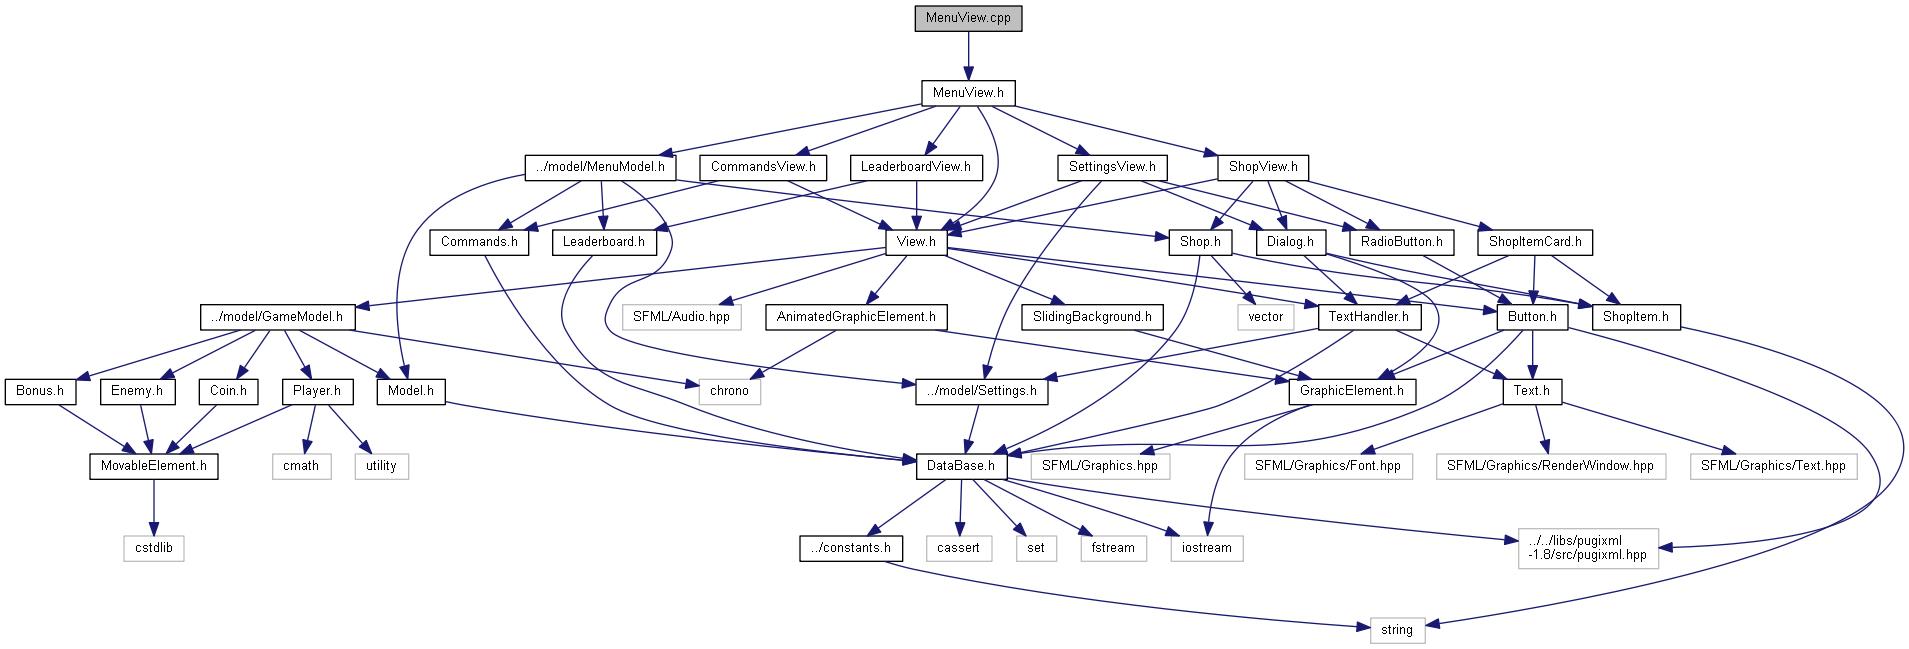 MenuView.cpp
MenuView.h
../model/MenuModel.h
CommandsView.h
LeaderboardView.h
SettingsView.h
ShopView.h
Commands.h
Leaderboard.h
View.h
Shop.h
Dialog.h
RadioButton.h
ShopItemCard.h
../model/GameModel.h
SFML/Audio.hpp
AnimatedGraphicElement.h
SlidingBackground.h
vector
TextHandler.h
Button.h
ShopItem.h
Bonus.h
Enemy.h
Coin.h
Player.h
Model.h
chrono
../model/Settings.h
GraphicElement.h
Text.h
MovableElement.h
cmath
utility
DataBase.h
SFML/Graphics.hpp
SFML/Graphics/Font.hpp
SFML/Graphics/RenderWindow.hpp
SFML/Graphics/Text.hpp
cstdlib
../constants.h
cassert
set
fstream
iostream
../../libs/pugixml
-1.8/src/pugixml.hpp
string